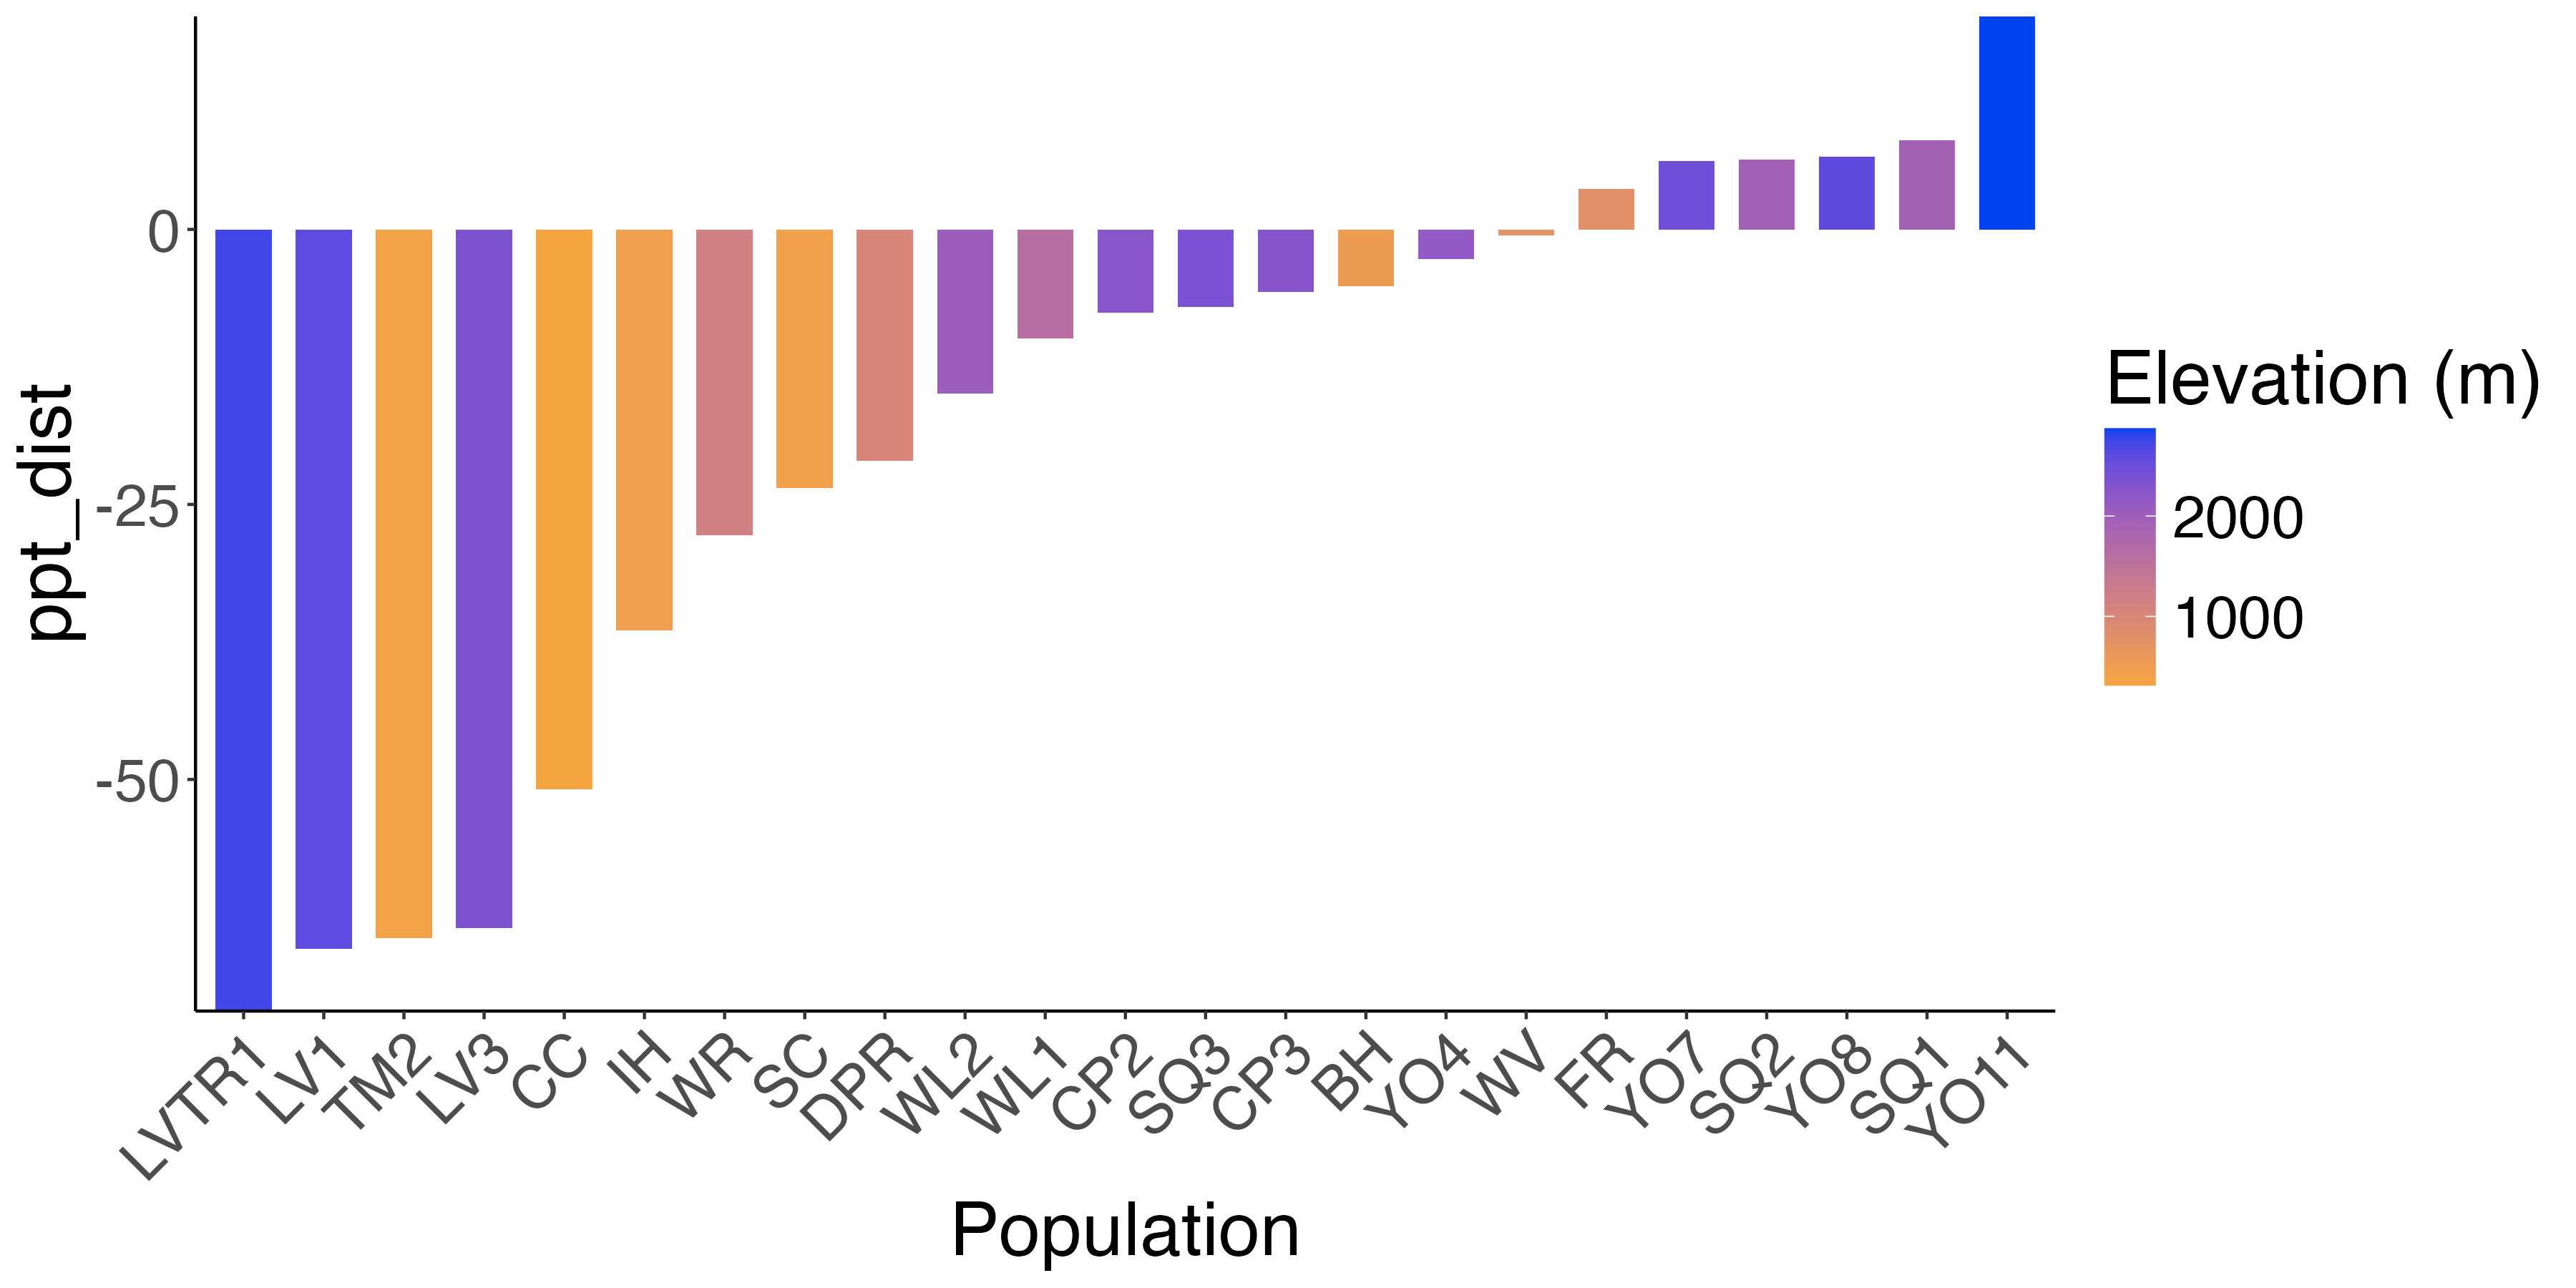 ppt_dist
0
-25
-50
LVTR1
LV1
TM2
LV3
CC
IH
WR
SC
DPR
WL2
WL1
CP2
SQ3
CP3
BH
YO4
WV
FR
YO7
SQ2
YO8
SQ1
YO11
Population
Elevation (m)
2000
1000